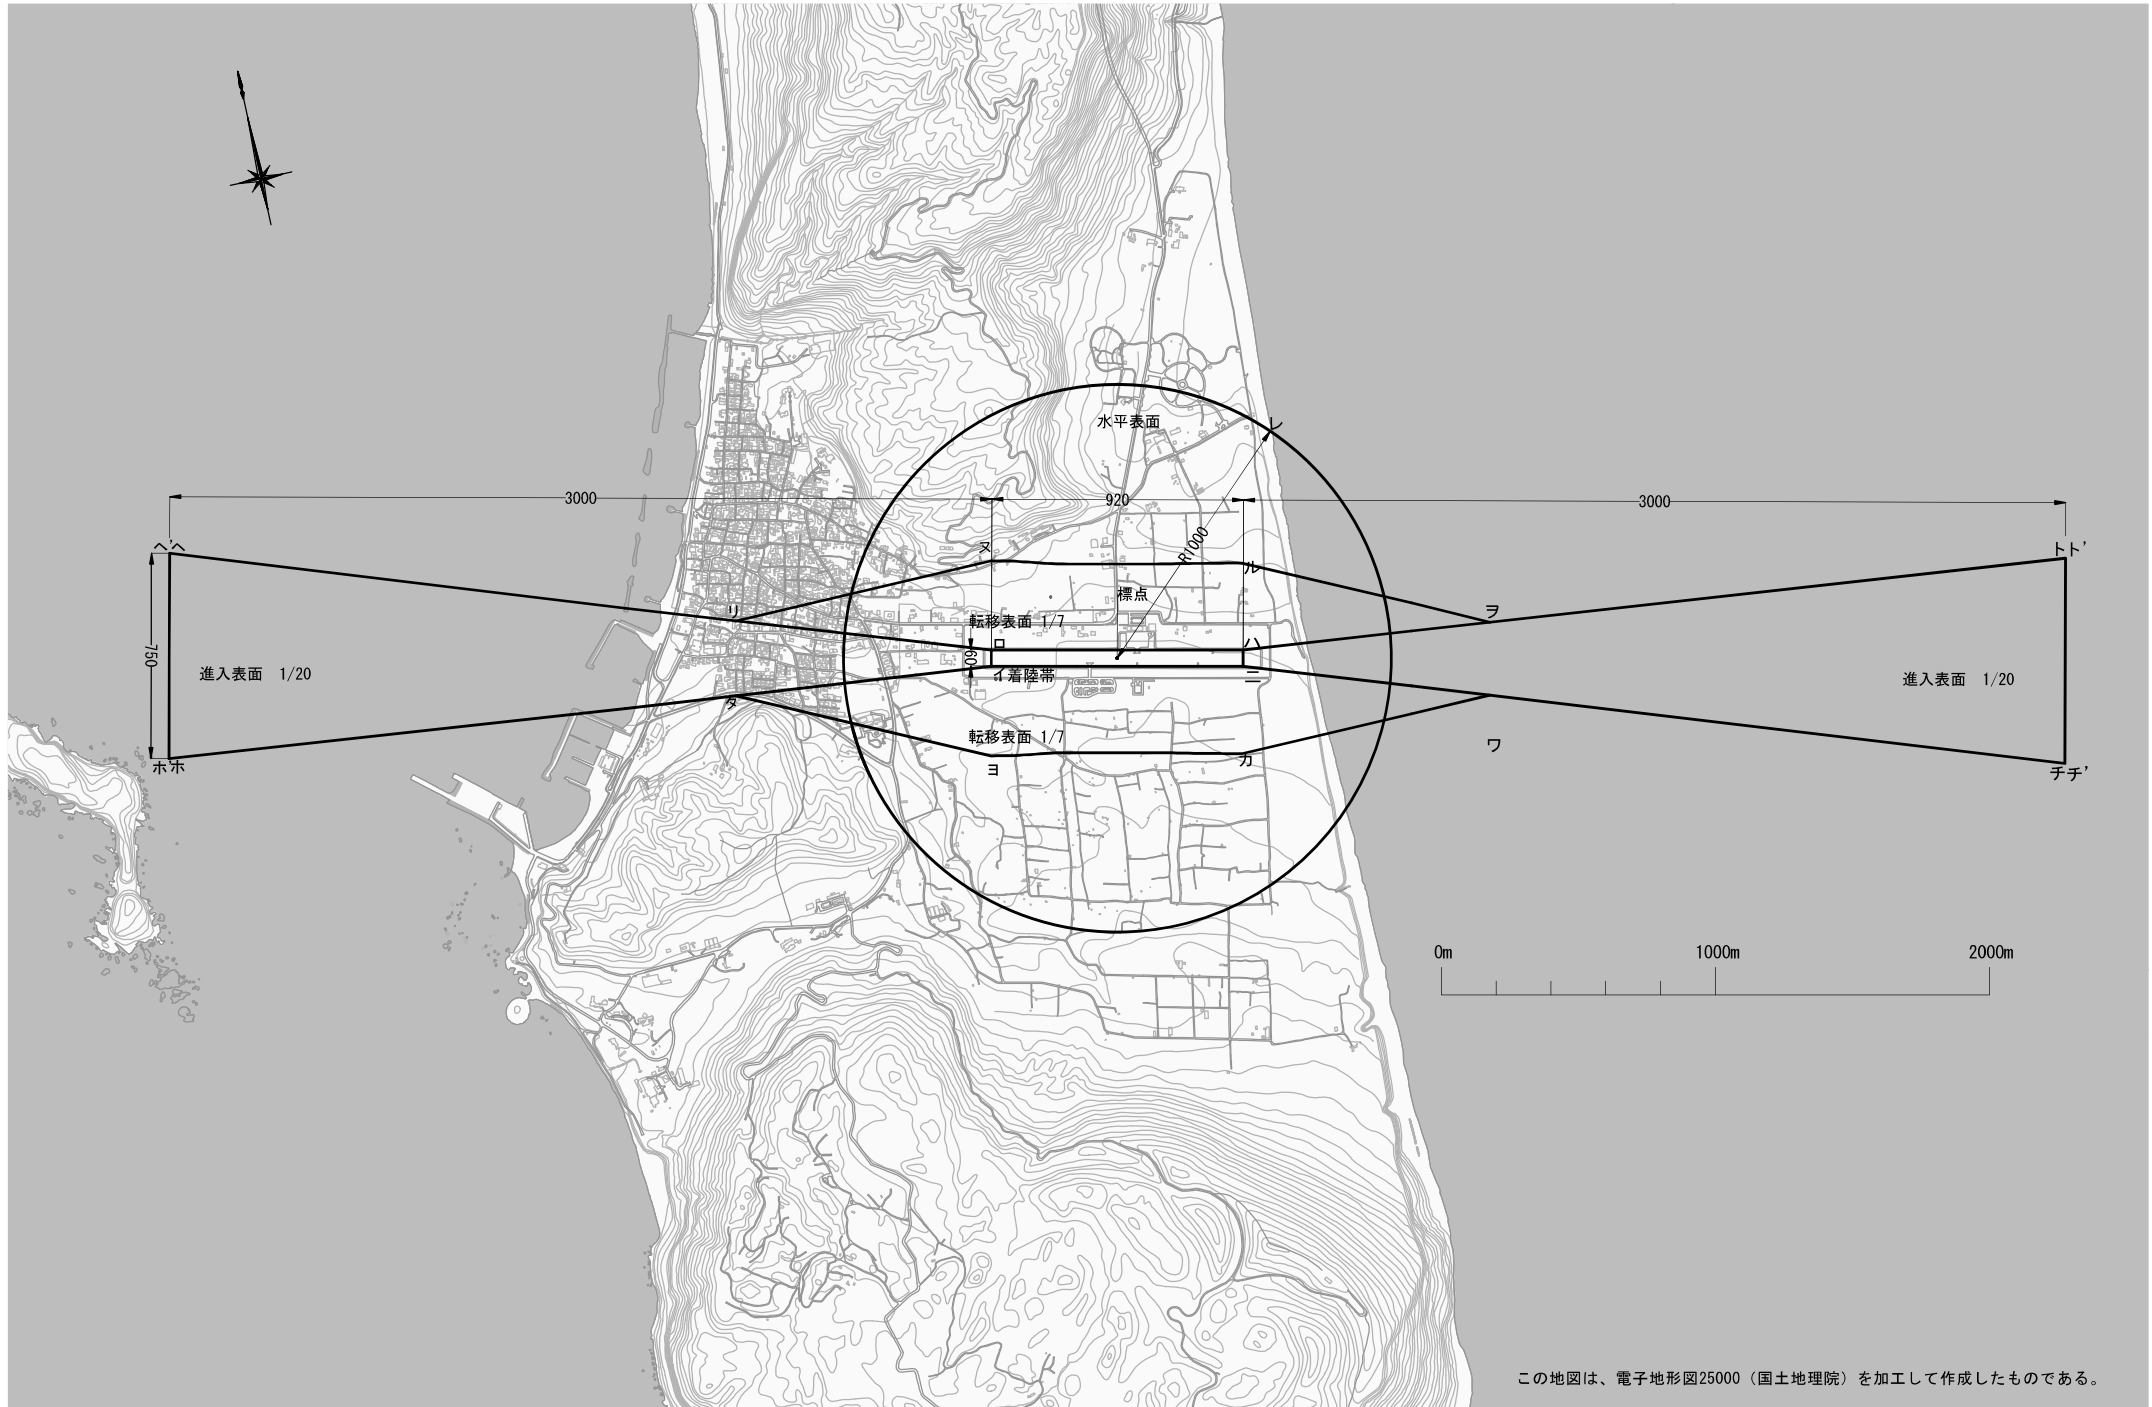 水平表面
レ
3000
920
3000
R1000
ヘ'ヘ
ヌ
ル
トト'
標点
リ
ヲ
転移表面 1/7
750
60
ロ
ハ
進入表面 1/20
イ着陸帯
ニ
進入表面 1/20
タ
転移表面 1/7
ワ
ホ'ホ
ヨ
カ
チチ'
0m 1000m 2000m
この地図は、電子地形図25000（国土地理院）を加工して作成したものである。